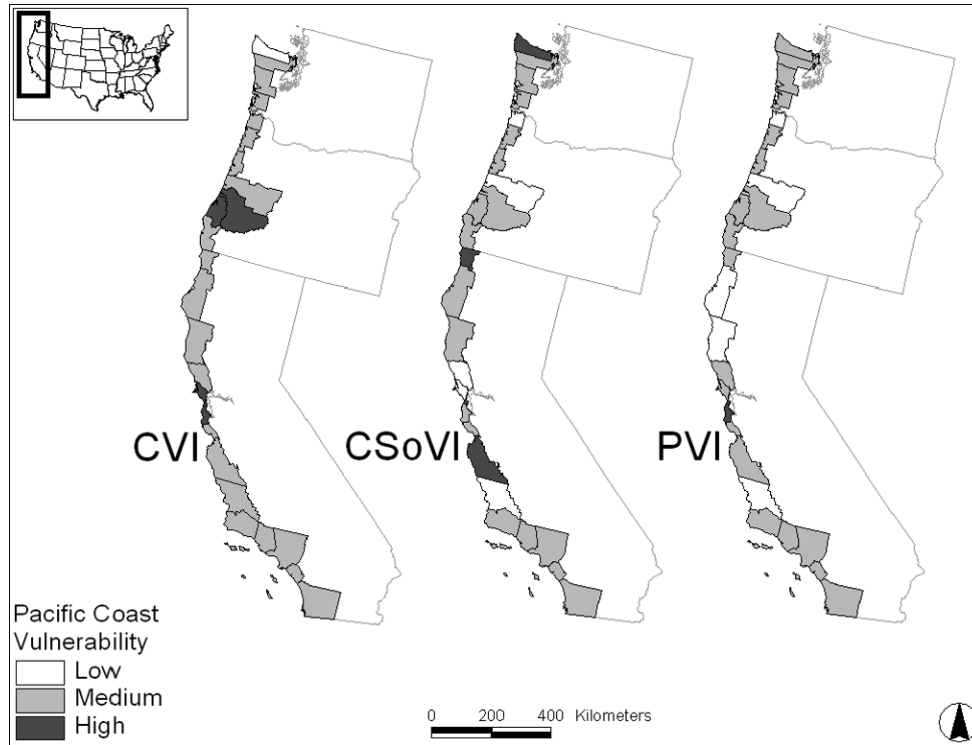 CVI
CSoVI
PVI
Pacific Coast
Vulnerability
Low
Medium
High
0 200 400 Kilometers